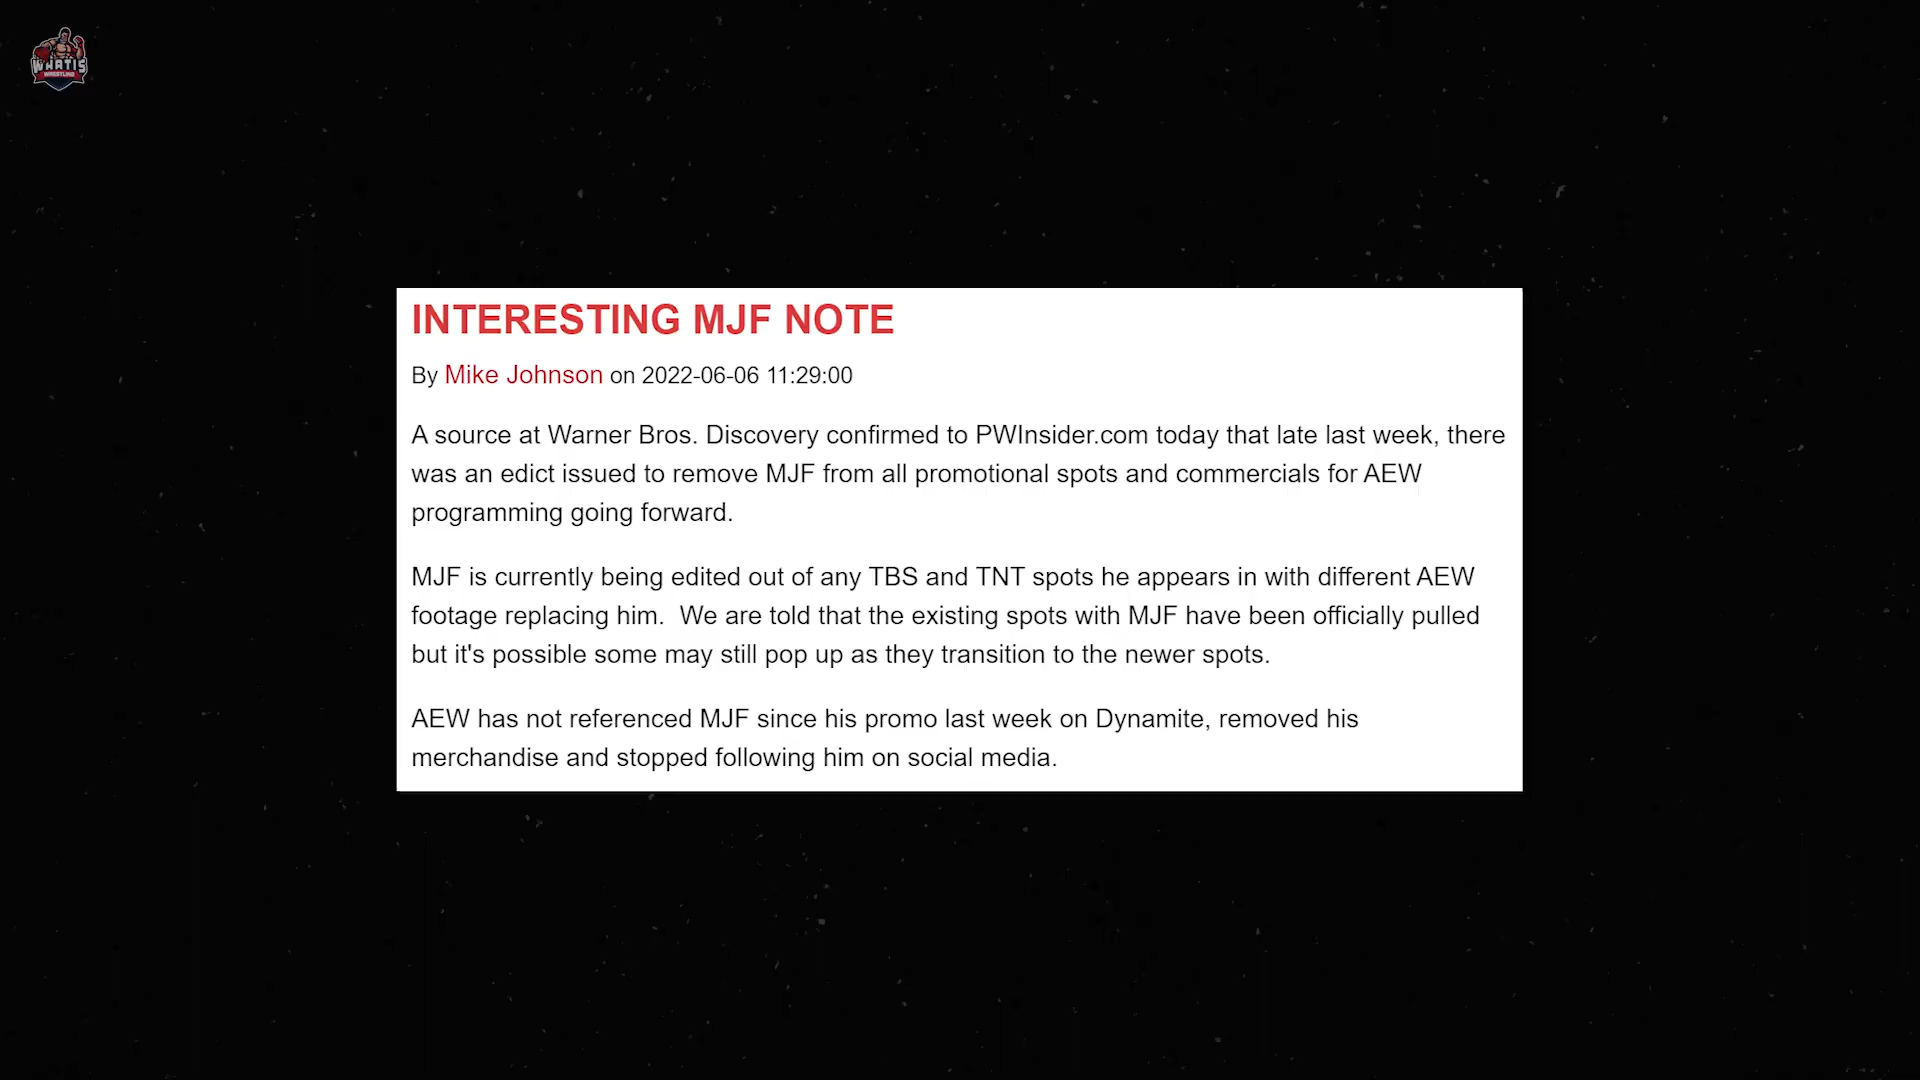 WHATIS
WRESTLING
INTERESTING MJF NOTE
By Mike Johnson on 2022-06-06 11:29:00
A source at Warner Bros. Discovery confirmed to PWInsider.com today that late last week, there
was an edict issued to remove MJF from all promotional spots and commercials for AEW
programming going forward.
MJF is currently being edited out of any TBS and TNT spots he appears in with different AEW
footage replacing him.  We are told that the existing spots with MJF have been officially pulled
but it's possible some may still pop up as they transition to the newer spots.
AEW has not referenced MJF since his promo last week on Dynamite, removed his
merchandise and stopped following him on social media.